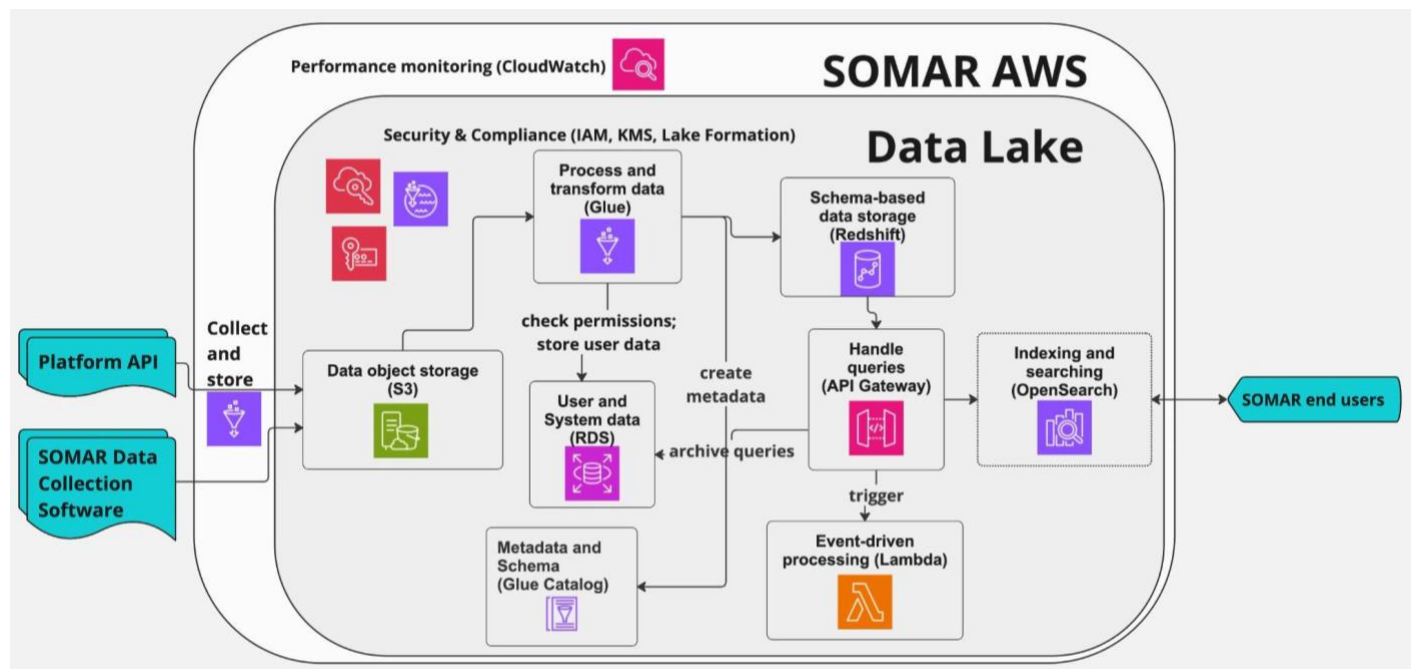 Performance monitoring (CloudWatch)
SOMAR AWS
Security & Compliance (IAM, KMS, Lake Formation)
Data Lake
Process and
transform data
(Glue)
Schema-based
data storage
(Redshift)
Collect
and
store
Platform API
SOMAR Data
Collection
Software
Data object storage
(S3)
check permissions;
store user data
create
metadata
User and
System data
(RDS)
archive queries
Handle
queries
(API Gateway)
Indexing and
searching
(OpenSearch)
SOMAR end users
trigger
Metadata and
Schema
(Glue Catalog)
Event-driven
processing (Lambda)